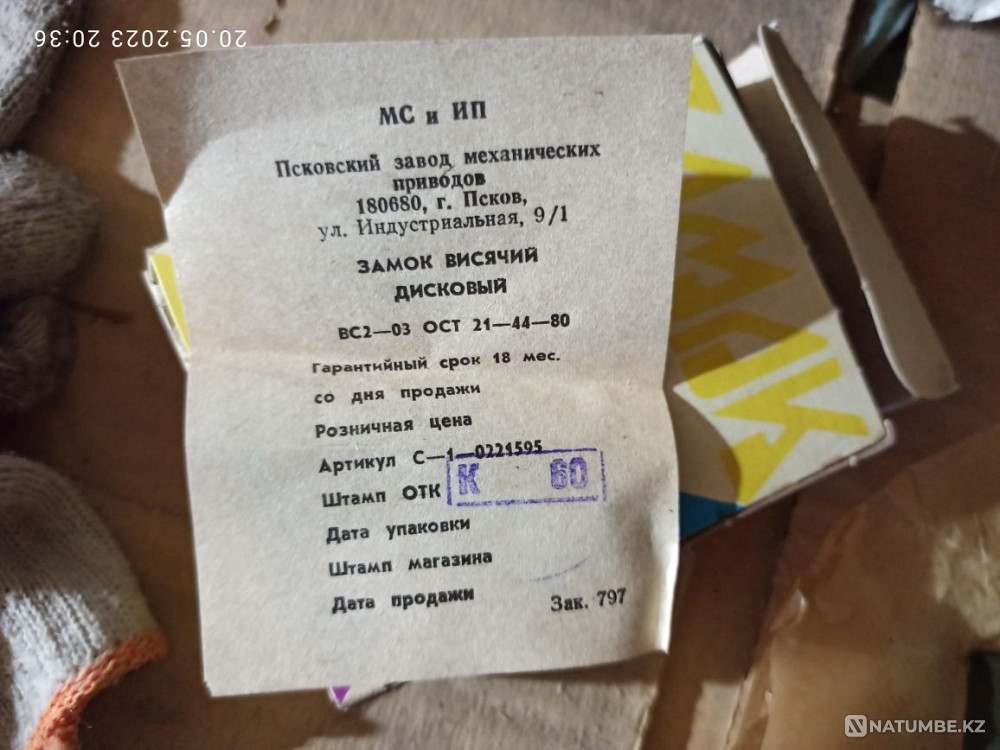 20.05.2023 20:36
МС и ИП
Псковский завод механических
приводов
180680, г. Псков,
ул. Индустриальная, 9/1
ЗАМОК ВИСЯЧИЙ
ДИСКОВЫЙ
ВС2—03 ОСТ 21—44—80
Гарантийный срок 18 мес.
со дня продажи
Розничная цена
Артикул С—1—0221595
Штамп ОТК
К 60
Дата упаковки
Штамп магазина
Дата продажи
Зак. 797
ЗАМОК
NATUMBE.KZ